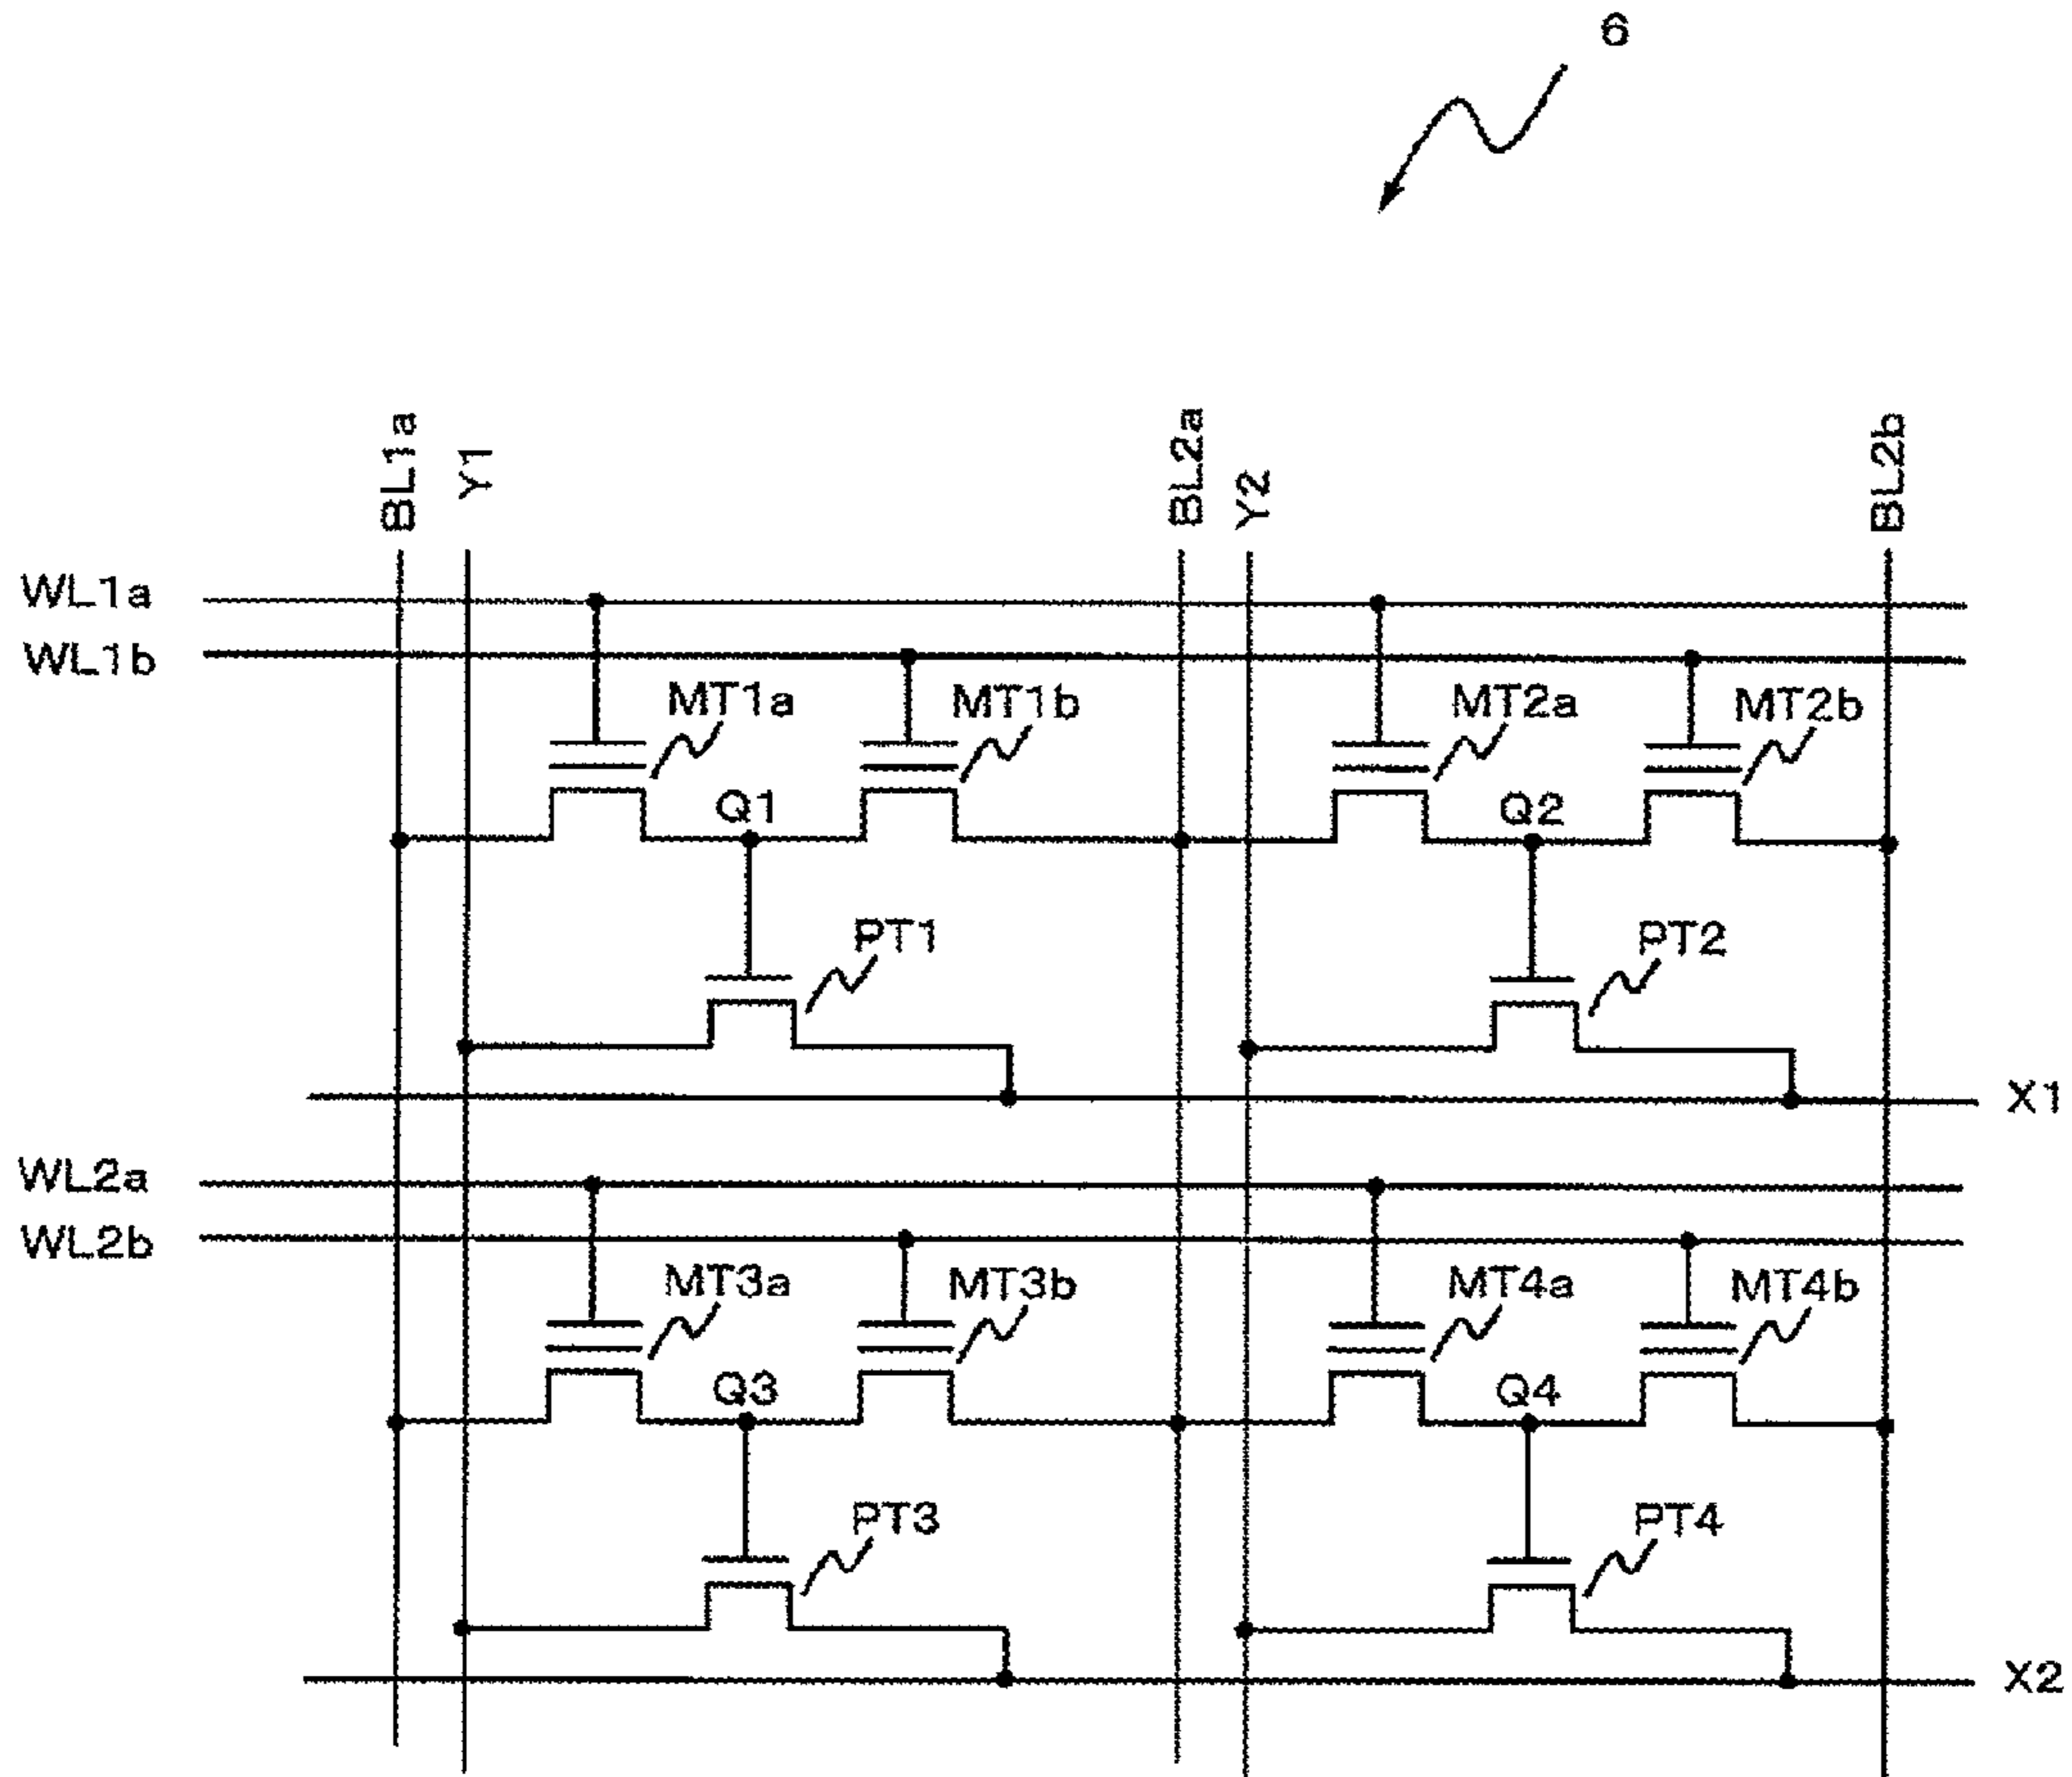 6
BL1a
Y1
BL2a
Y2
BL2b
WL1a
WL1b
MT1a
MT1b
MT2a
MT2b
Q1
Q2
PT1
PT2
X1
WL2a
WL2b
MT3a
MT3b
MT4a
MT4b
Q3
Q4
PT3
PT4
X2